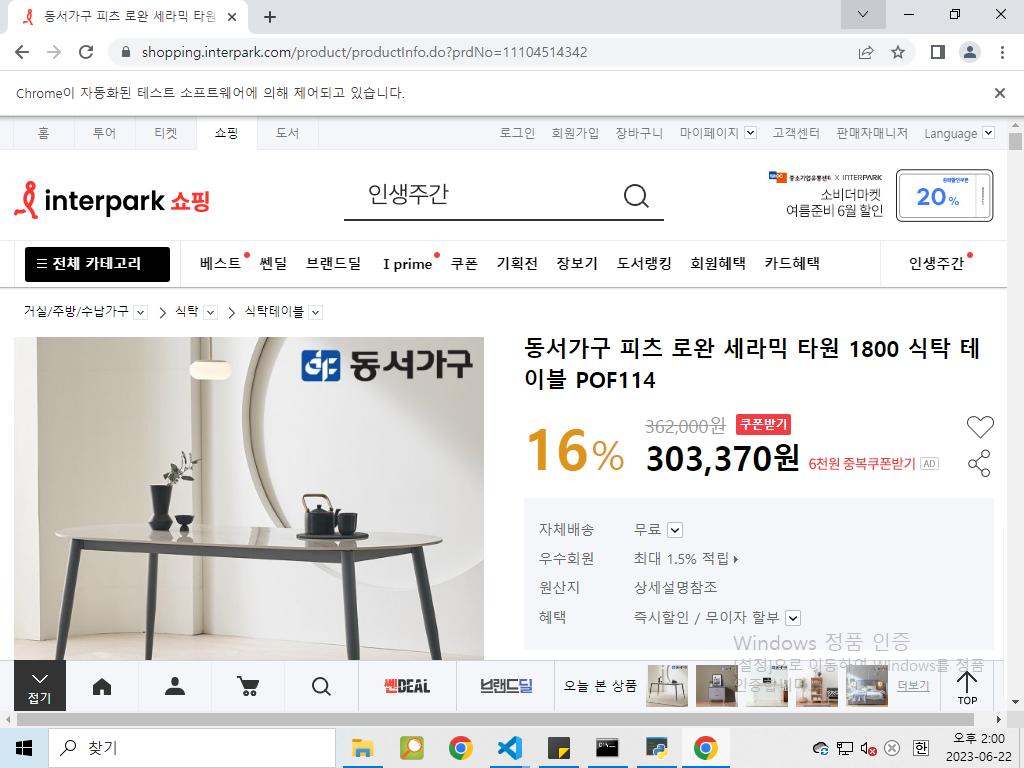 동서가구 피츠 로완 세라믹 타원
shopping.interpark.com/product/productInfo.do?prdNo=11104514342
Chrome이 자동화된 테스트 소프트웨어에 의해 제어되고 있습니다.
홈 투어 티켓 쇼핑 도서 로그인 회원가입 장바구니 마이페이지 고객센터 판매자매니저 Language
interpark 쇼핑
인생주간
중소기업유통센터 X INTERPARK
소비더마켓
여름준비 6월 할인
20%
전체 카테고리 베스트 쎈딜 브랜드딜 I prime 쿠폰 기획전 장보기 도서랭킹 회원혜택 카드혜택 인생주간
거실/주방/수납가구 > 식탁 > 식탁테이블
동서가구
동서가구 피츠 로완 세라믹 타원 1800 식탁 테
이블 POF114
16%
362,000원 쿠폰받기
303,370원 6천원 중복쿠폰받기 AD
자체배송 무료
우수회원 최대 1.5% 적립
원산지 상세설명참조
혜택 즉시할인 / 무이자 할부
Windows 정품 인증
[설정]으로 이동하여 Windows를 정품
인증합니다.
접기
쎈DEAL
브랜드딜
오늘 본 상품
더보기
TOP
찾기
한
오후 2:00
2023-06-22